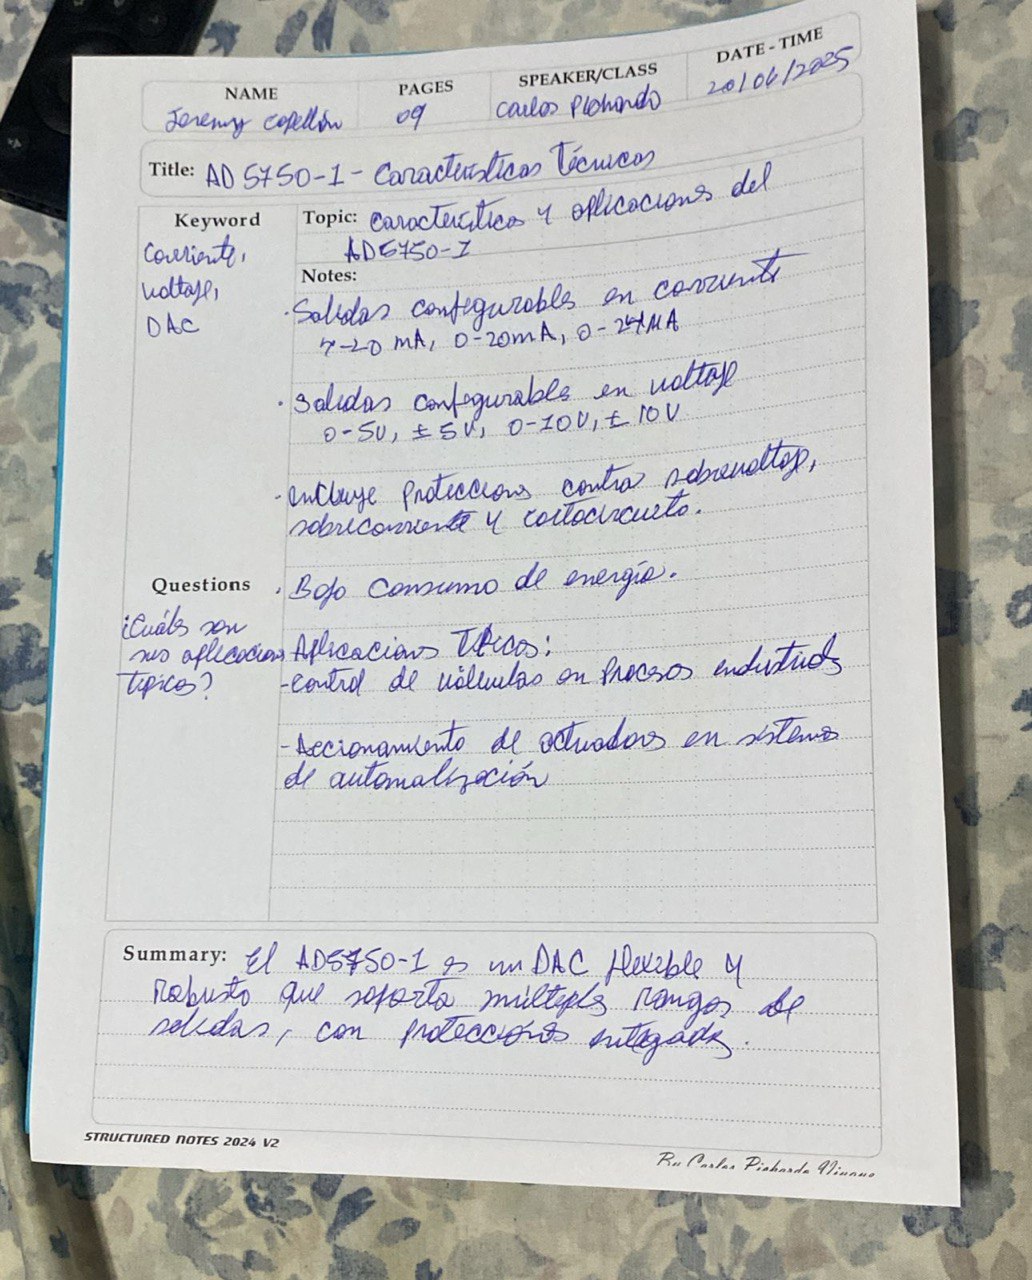 NAME PAGES SPEAKER/CLASS DATE - TIME
Jeremy Capellán 09 Carlos Pichardo 20/06/2025
Title: AD5750-1 - Características Técnicas
Keyword
Corriente,
voltaje,
DAC
Topic: Característica y aplicaciones del
AD5750-1
Notes:
· Salidas configurables en corriente
4-20 mA, 0-20mA, 0-24MA
· Salidas configurables en voltaje
0-5V, ±5V, 0-10V, ±10V
· incluye protecciones contra sobrevoltaje,
sobrecorriente y cortocircuito.
· Bajo consumo de energía.
Questions
¿Cuáles son
sus aplicaciones
típicas?
Aplicaciones Típicas:
- Control de válvulas en procesos industriales
- Accionamiento de actuadores en sistemas
de automatización
Summary: El AD5750-1 es un DAC flexible y
robusto que soporta múltiples rangos de
salidas, con protecciones integradas.
STRUCTURED NOTES 2024 V2
By Carlos Pichardo Viuque